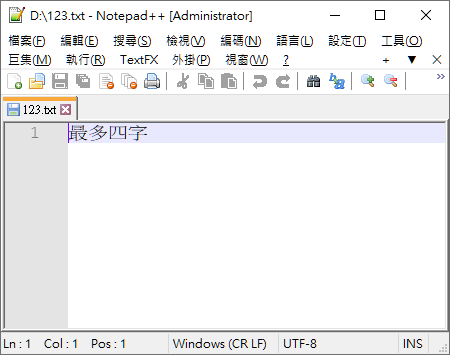 D:\123.txt - Notepad++ [Administrator]
檔案(F) 編輯(E) 搜尋(S) 檢視(V) 編碼(N) 語言(L) 設定(T) 工具(O)
巨集(M) 執行(R) TextFX 外掛(P) 視窗(W) ? + ▼ X
123.txt
1 最多四字
Ln : 1 Col : 1 Pos : 1 Windows (CR LF) UTF-8 INS